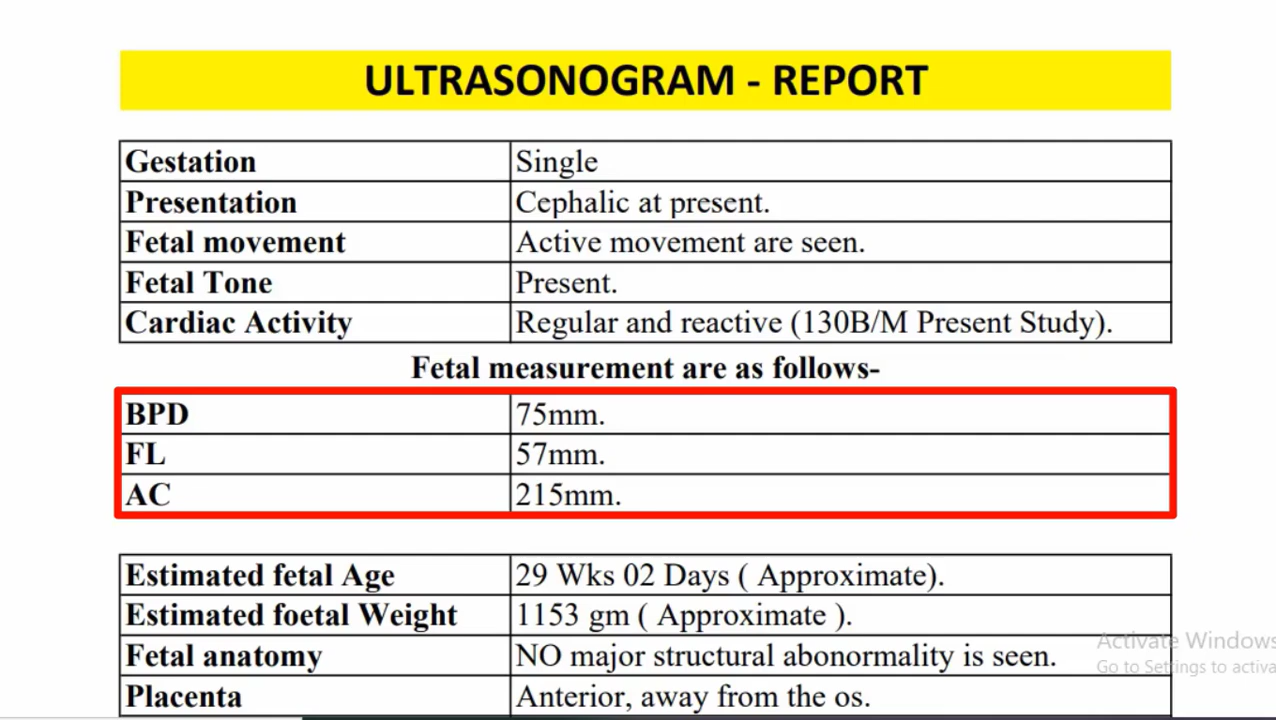 ULTRASONOGRAM - REPORT
Gestation Single
Presentation Cephalic at present.
Fetal movement Active movement are seen.
Fetal Tone Present.
Cardiac Activity Regular and reactive (130B/M Present Study).
Fetal measurement are as follows-
BPD 75mm.
FL 57mm.
AC 215mm.
Estimated fetal Age 29 Wks 02 Days ( Approximate).
Estimated foetal Weight 1153 gm ( Approximate ).
Fetal anatomy NO major structural abonormality is seen.
Placenta Anterior, away from the os.
Activate Windows
Go to Settings to activa